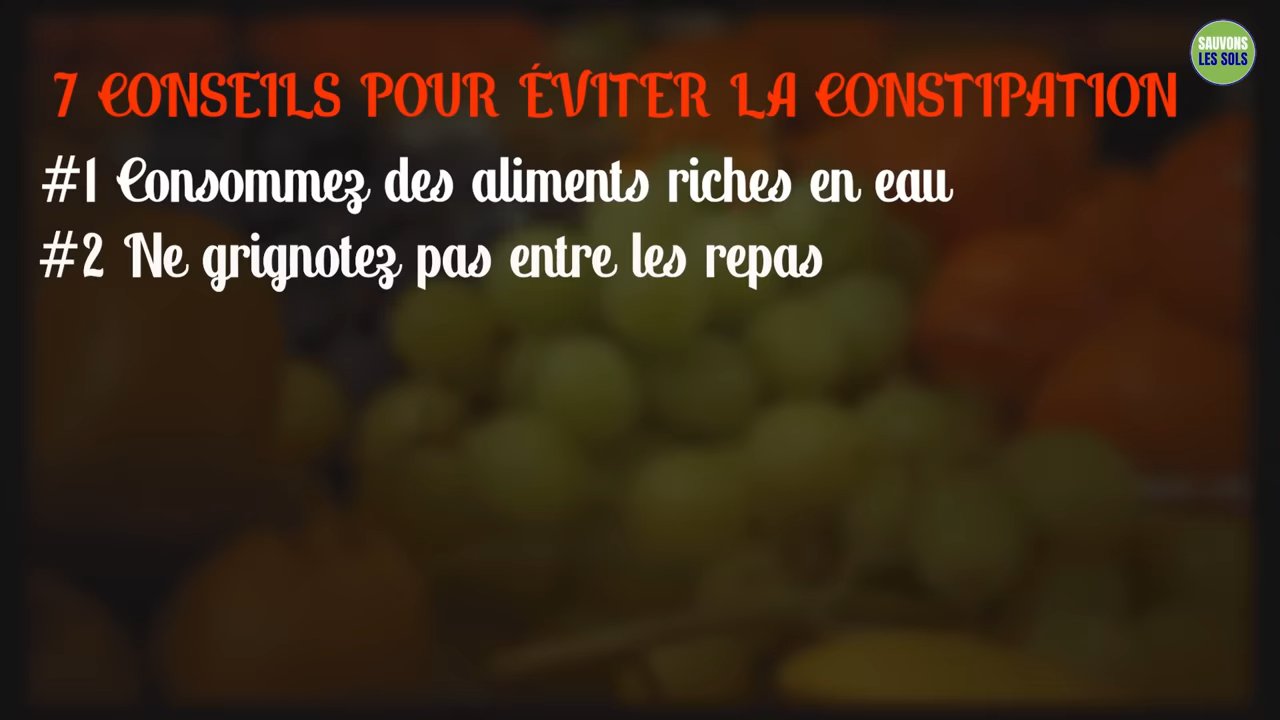 SAUVONS
LES SOLS
7 CONSEILS POUR ÉVITER LA CONSTIPATION
#1 Consommez des aliments riches en eau
#2 Ne grignotez pas entre les repas